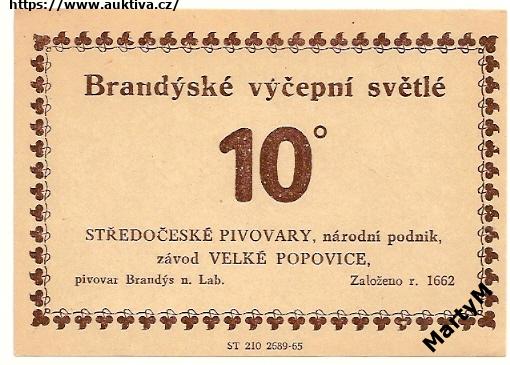 https://www.auktiva.cz/
Brandýské výčepní světlé
10°
STŘEDOČESKÉ PIVOVARY, národní podnik,
závod VELKÉ POPOVICE,
pivovar Brandýs n. Lab. Založeno r. 1662
ST 210 2689-65
MartyM